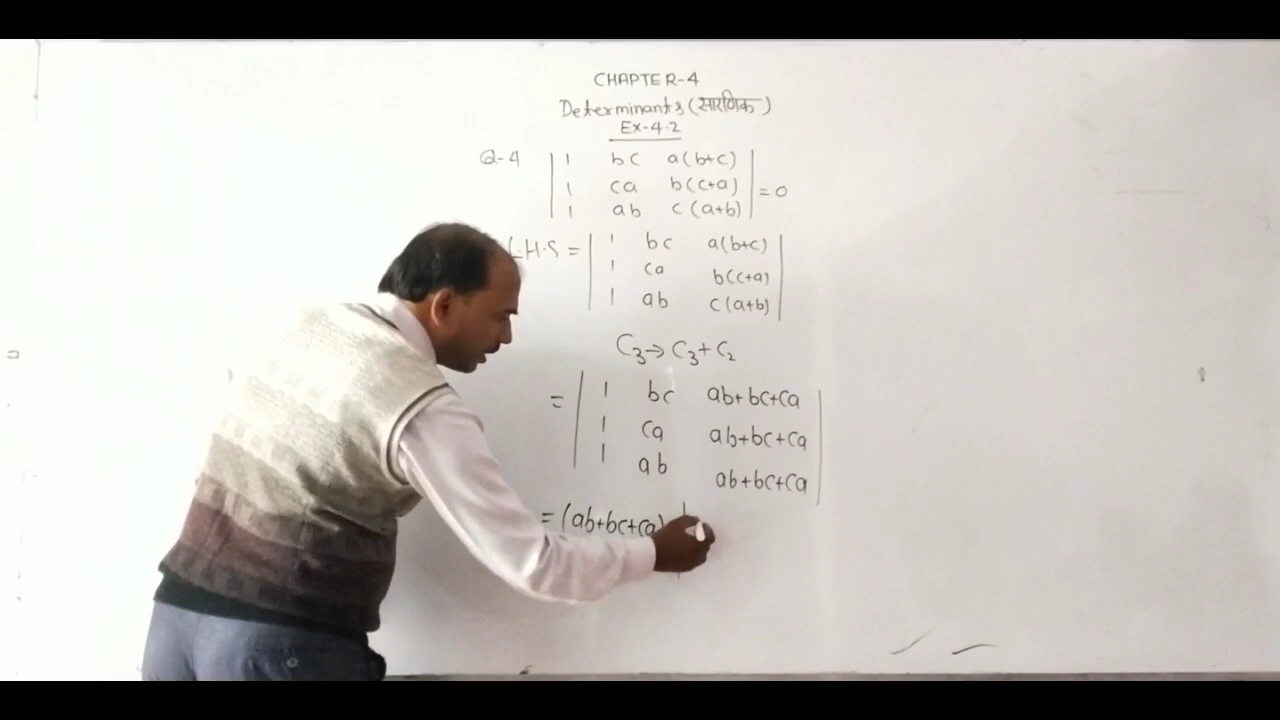 CHAPTER-4
Determinants (सारणिक)
Ex-4.2
Q-4 | 1 bc a(b+c) |
| 1 ca b(c+a) | = 0
| 1 ab c(a+b) |
L.H.S = | 1 bc a(b+c) |
| 1 ca b(c+a) |
| 1 ab c(a+b) |
C₃→ C₃+C₂
= | 1 bc ab+bc+ca |
| 1 ca ab+bc+ca |
| 1 ab ab+bc+ca |
= (ab+bc+ca) |